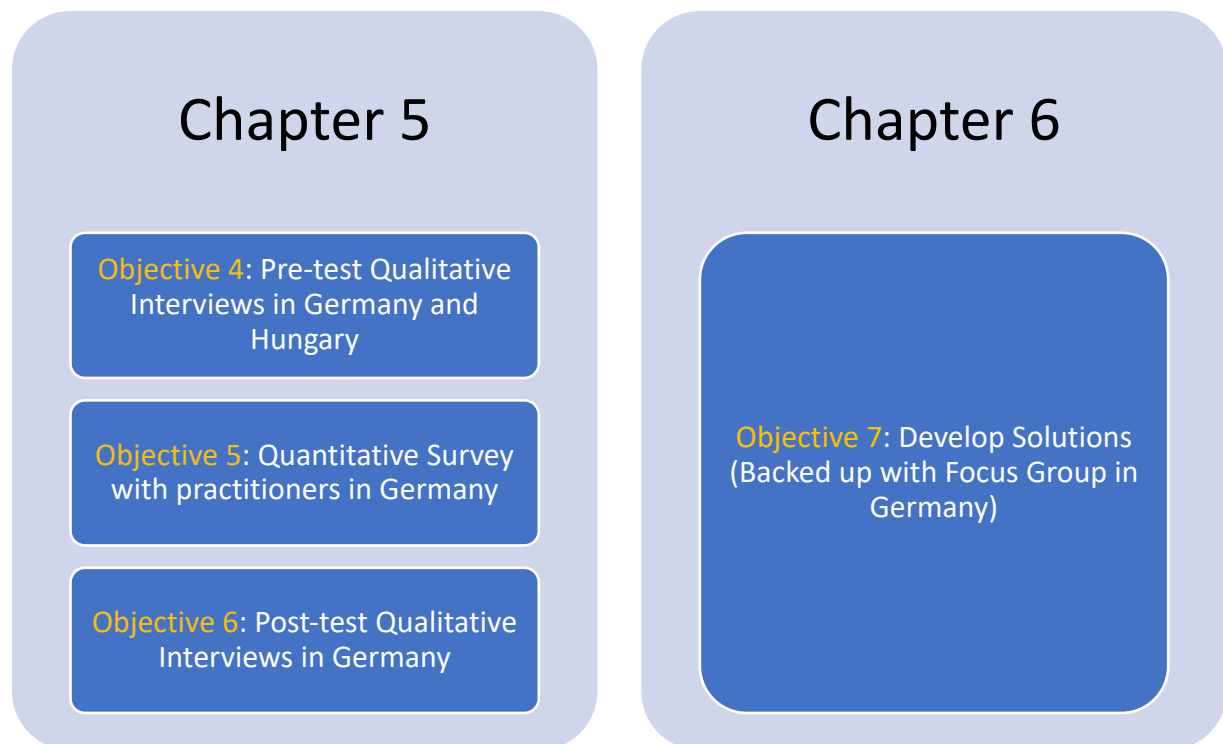 Chapter 5
Objective 4: Pre-test Qualitative
Interviews in Germany and
Hungary
Objective 5: Quantitative Survey
with practitioners in Germany
Objective 6: Post-test Qualitative
Interviews in Germany
Chapter 6
Objective 7: Develop Solutions
(Backed up with Focus Group in
Germany)